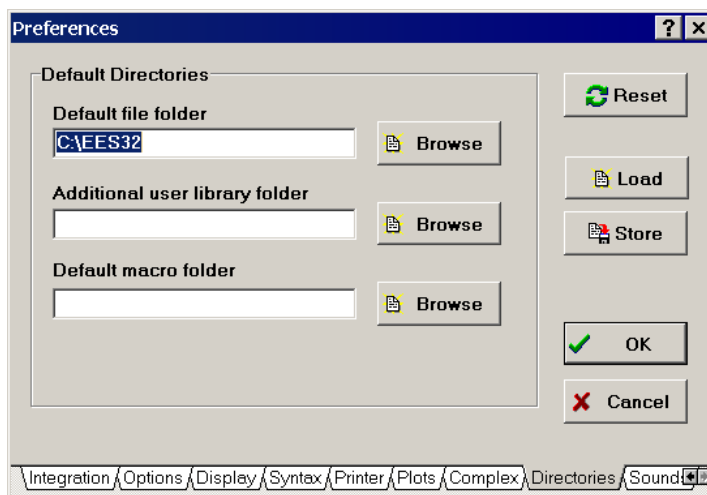 Preferences
Default Directories
Default file folder
C:\EES32
Browse
Additional user library folder
Browse
Default macro folder
Browse
Reset
Load
Store
OK
Cancel
Integration Options Display Syntax Printer Plots Complex Directories Sound